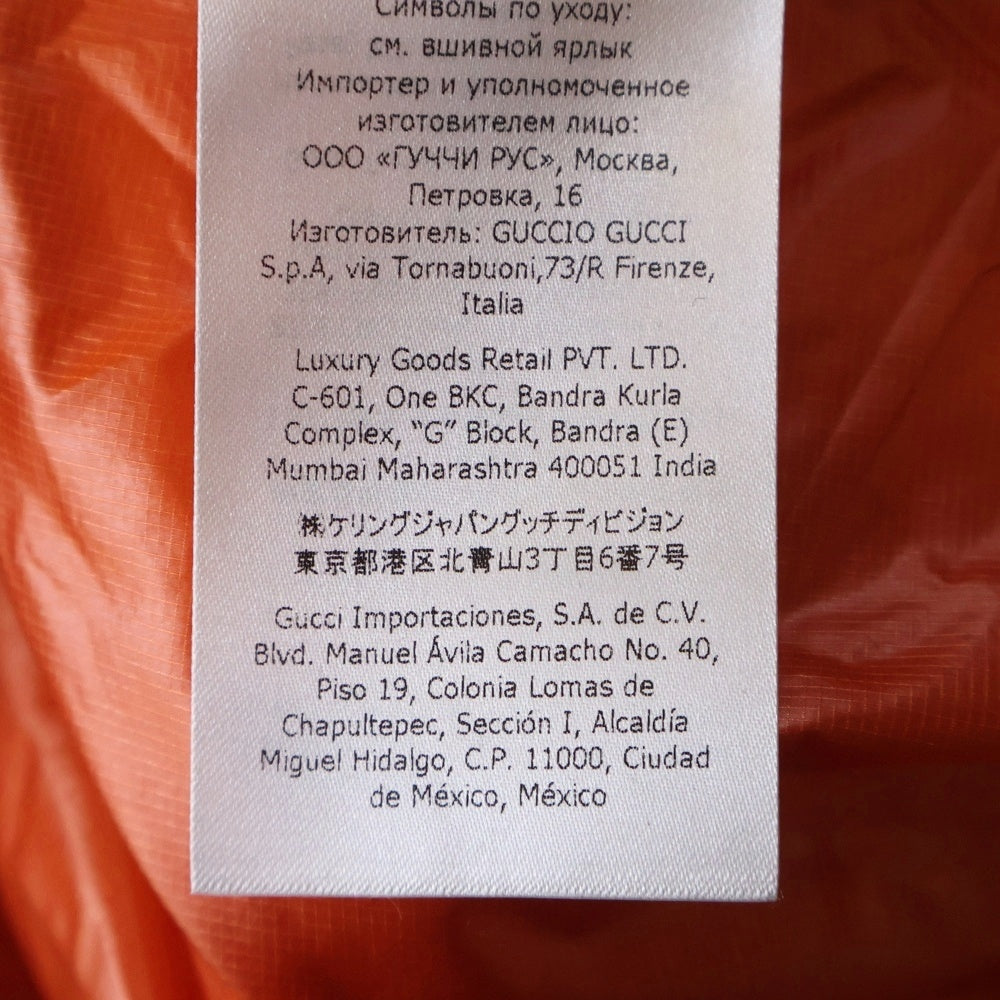 Символы по уходу:
см. вшивной ярлык
Импортер и уполномоченное
изготовителем лицо:
ООО «ГУЧЧИ РУС», Москва,
Петровка, 16
Изготовитель: GUCCIO GUCCI
S.p.A, via Tornabuoni,73/R Firenze,
Italia
Luxury Goods Retail PVT. LTD.
C-601, One BKC, Bandra Kurla
Complex, “G” Block, Bandra (E)
Mumbai Maharashtra 400051 India
㈱ケリングジャパングッチディビジョン
東京都港区北青山3丁目6番7号
Gucci Importaciones, S.A. de C.V.
Blvd. Manuel Ávila Camacho No. 40,
Piso 19, Colonia Lomas de
Chapultepec, Sección I, Alcaldía
Miguel Hidalgo, C.P. 11000, Ciudad
de México, México